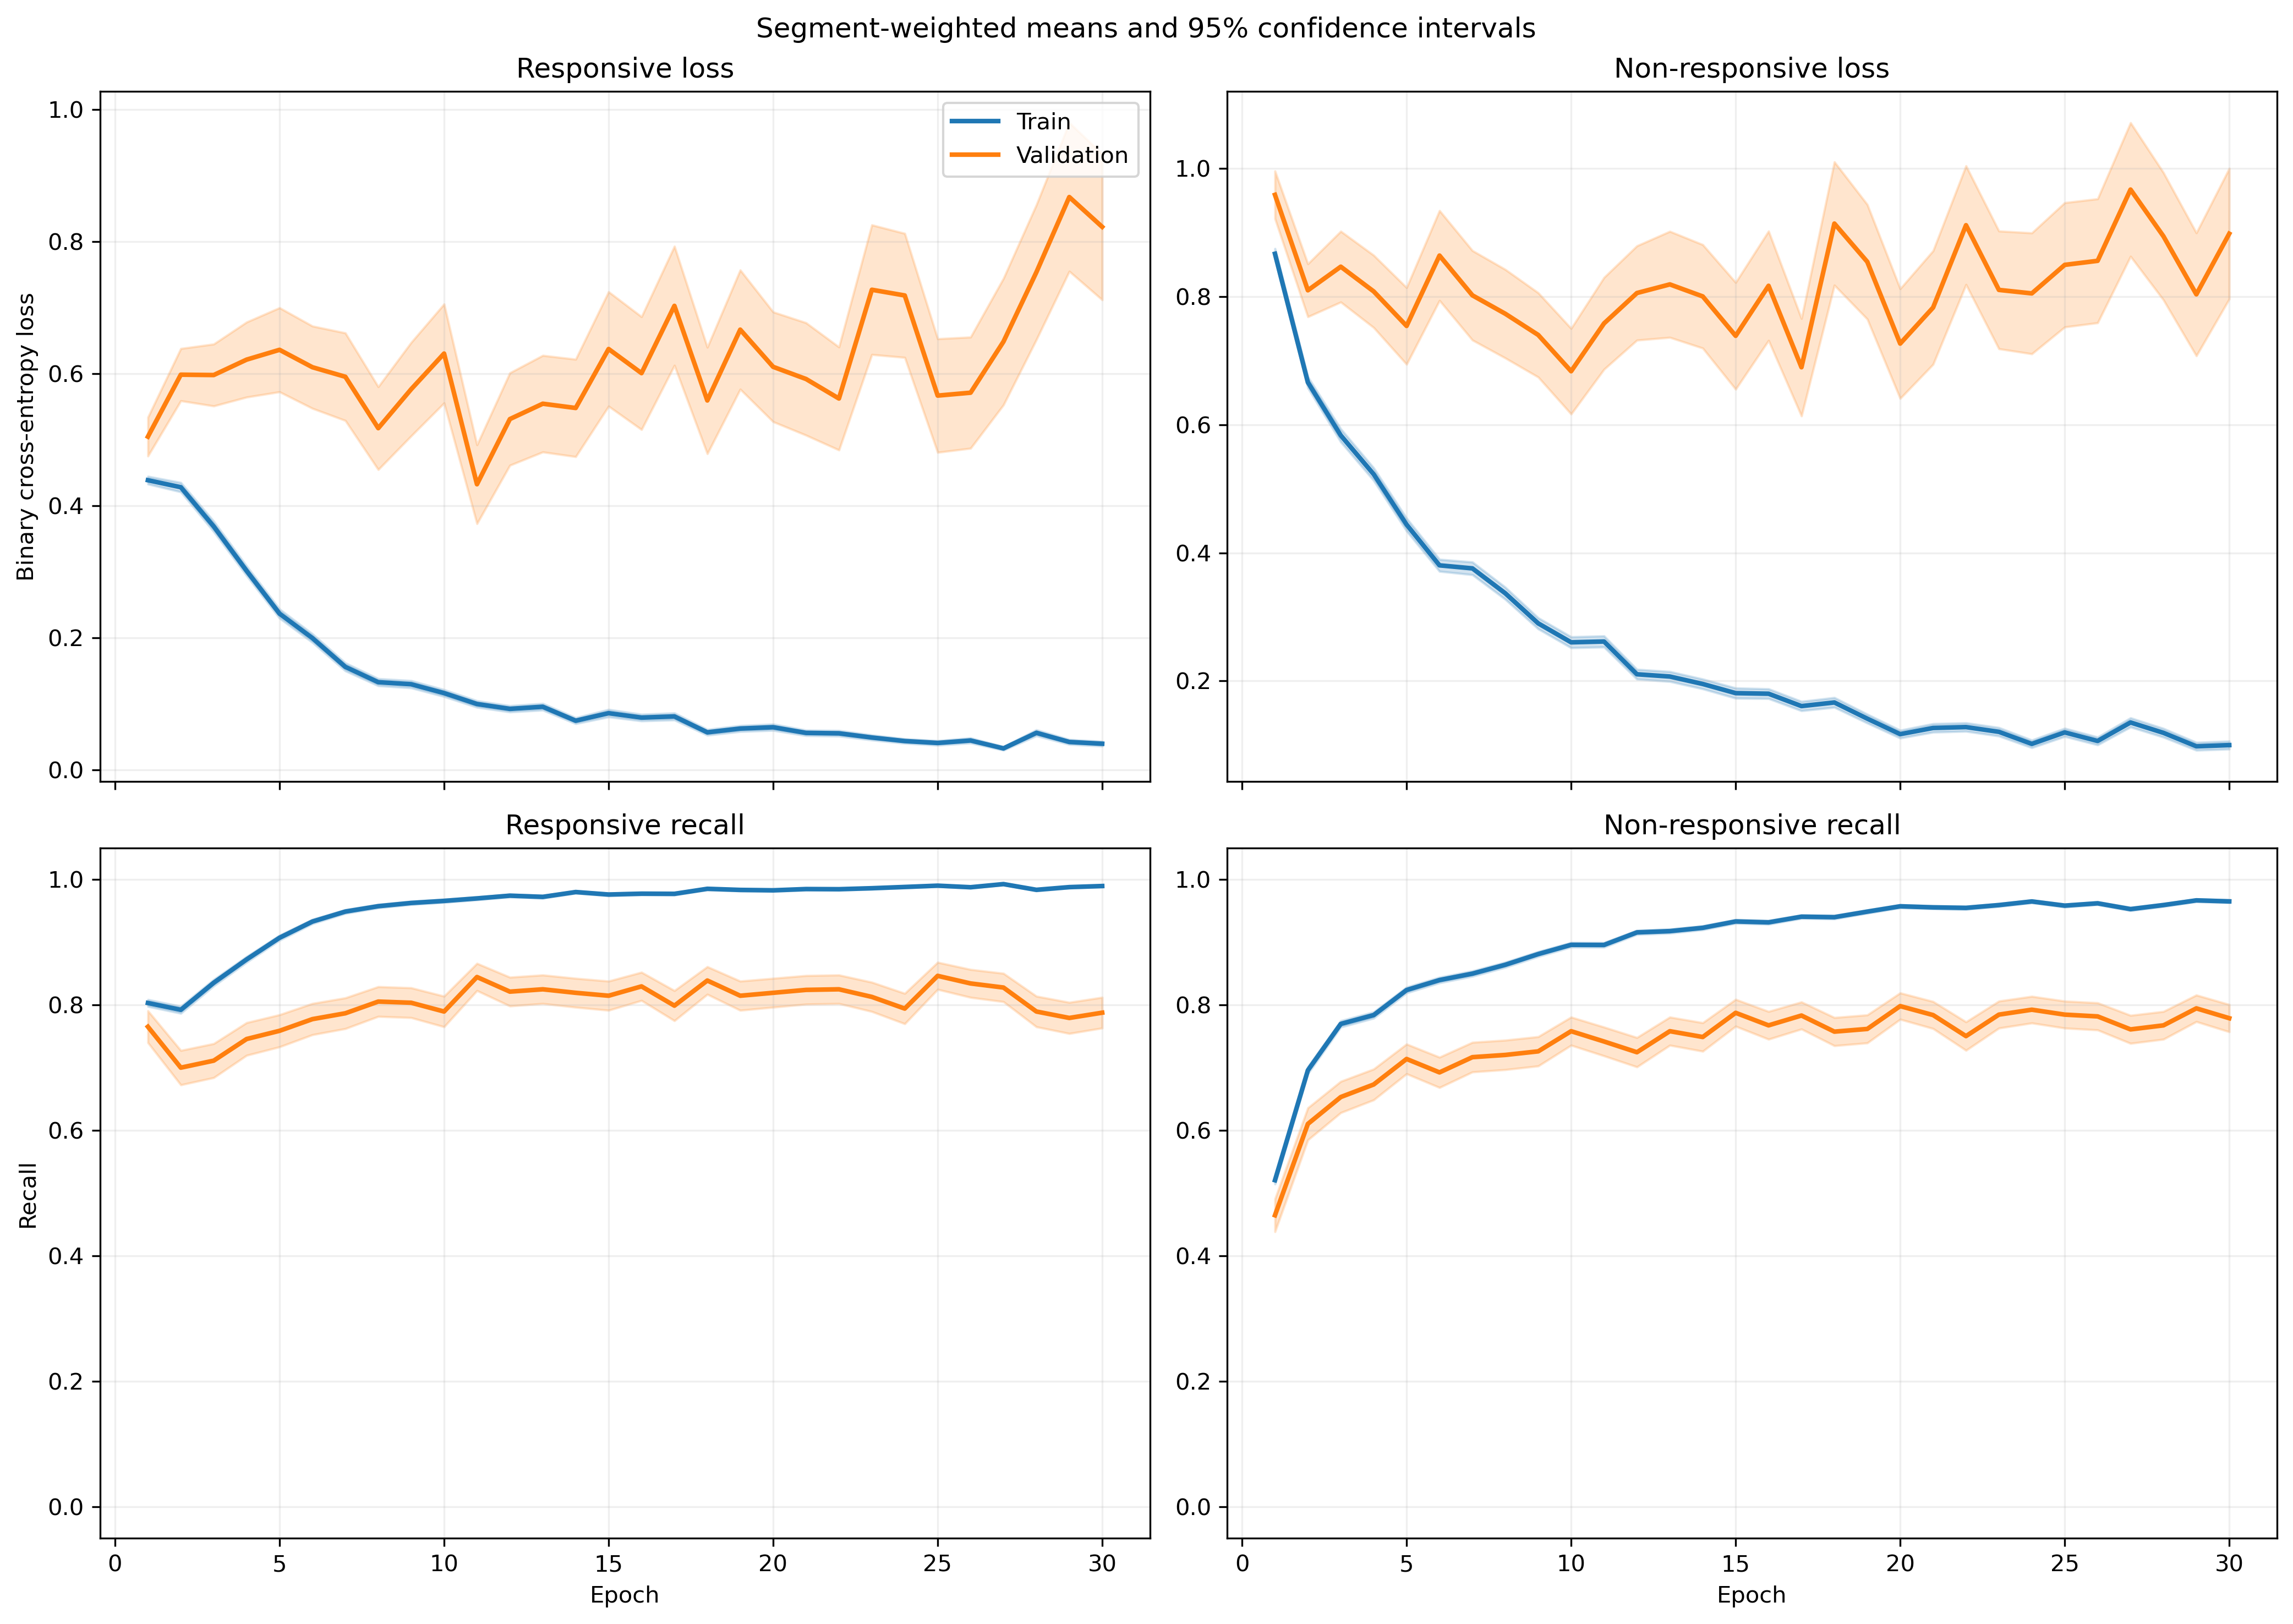 Segment-weighted means and 95% confidence intervals
Responsive loss
Non-responsive loss
Train
Validation
Binary cross-entropy loss
1.0
0.8
0.6
0.4
0.2
0.0
1.0
0.8
0.6
0.4
0.2
Responsive recall
Non-responsive recall
Recall
1.0
0.8
0.6
0.4
0.2
0.0
0 5 10 15 20 25 30
Epoch
1.0
0.8
0.6
0.4
0.2
0.0
0 5 10 15 20 25 30
Epoch